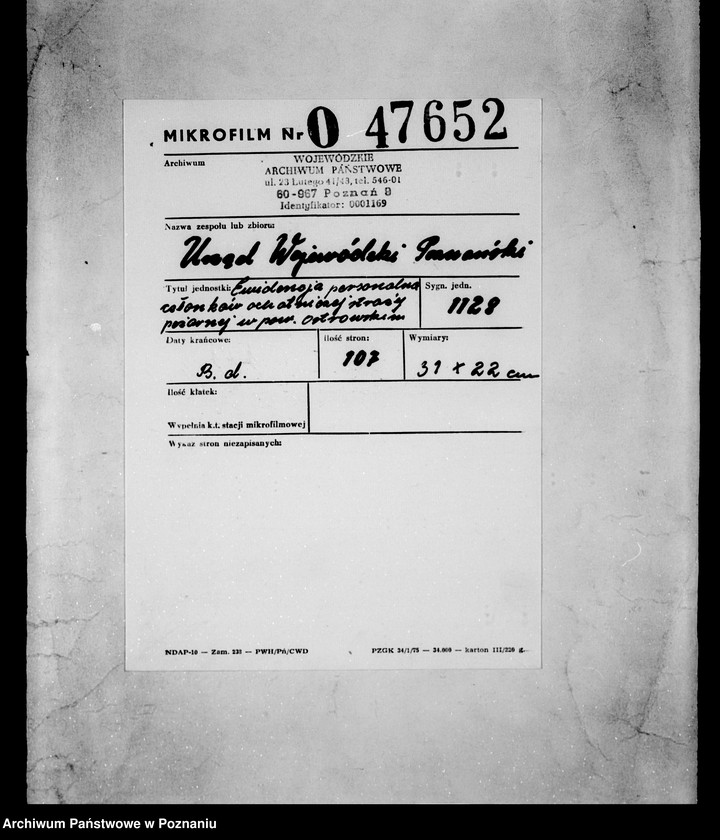 MIKROFILM Nr 0 47652
Archiwum
WOJEWÓDZKIE
ARCHIWUM PAŃSTWOWE
ul. 23 Lutego 41/43, tel. 546-01
60-967 Poznań 9
Identyfikator: 0001169
Nazwa zespołu lub zbioru:
Urząd Wojewódzki Poznański
Tytuł jednostki: Ewidencja personalna
członków ochotniczej straży
pożarnej w pow. Ostrowskim
Sygn. jedn.
1128
Daty krańcowe:
B. d.
Ilość stron:
107
Wymiary:
31 x 22 cm
Ilość klatek:
Wypełnia k.t. stacji mikrofilmowej
Wykaz stron niezapisanych:
NDAP-10 — Zam. 231 — PWH/Pń/CWD
PZGK 34/1/75 — 34.000 — karton III/220 g.
Archiwum Państwowe w Poznaniu